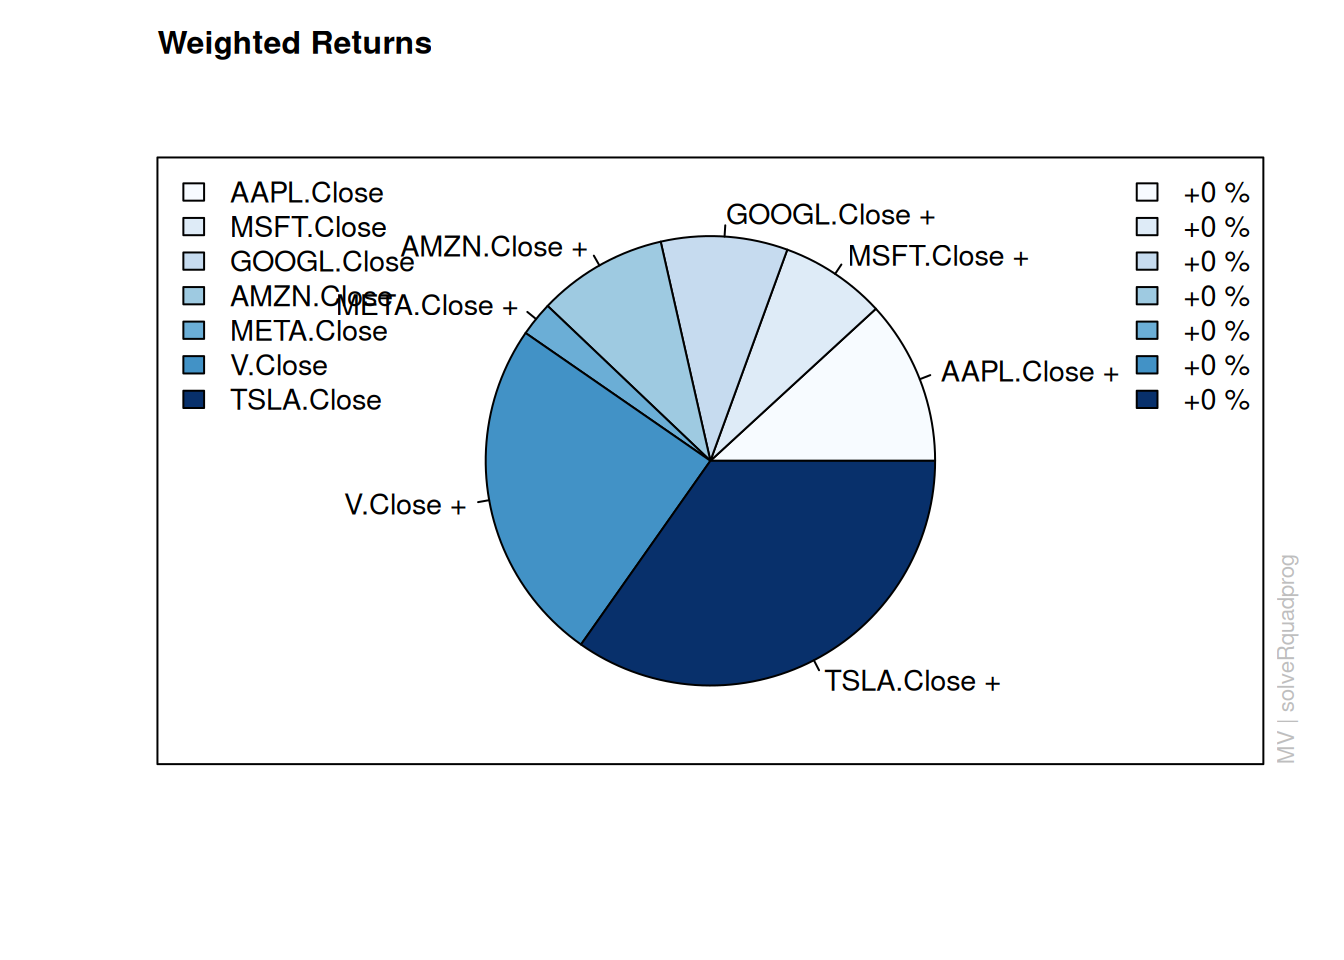 Weighted Returns
AAPL.Close
MSFT.Close
GOOGL.Close
AMZN.Close
META.Close
V.Close
TSLA.Close
+0 %
+0 %
+0 %
+0 %
+0 %
+0 %
+0 %
GOOGL.Close +
MSFT.Close +
AMZN.Close +
META.Close +
AAPL.Close +
V.Close +
TSLA.Close +
MV | solveRquadprog